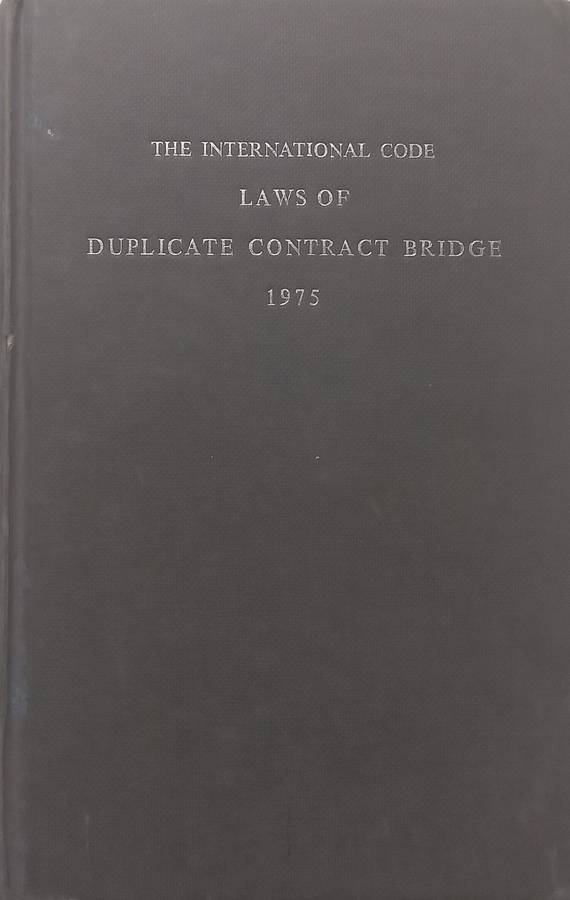 THE INTERNATIONAL CODE
LAWS OF
DUPLICATE CONTRACT BRIDGE
1975